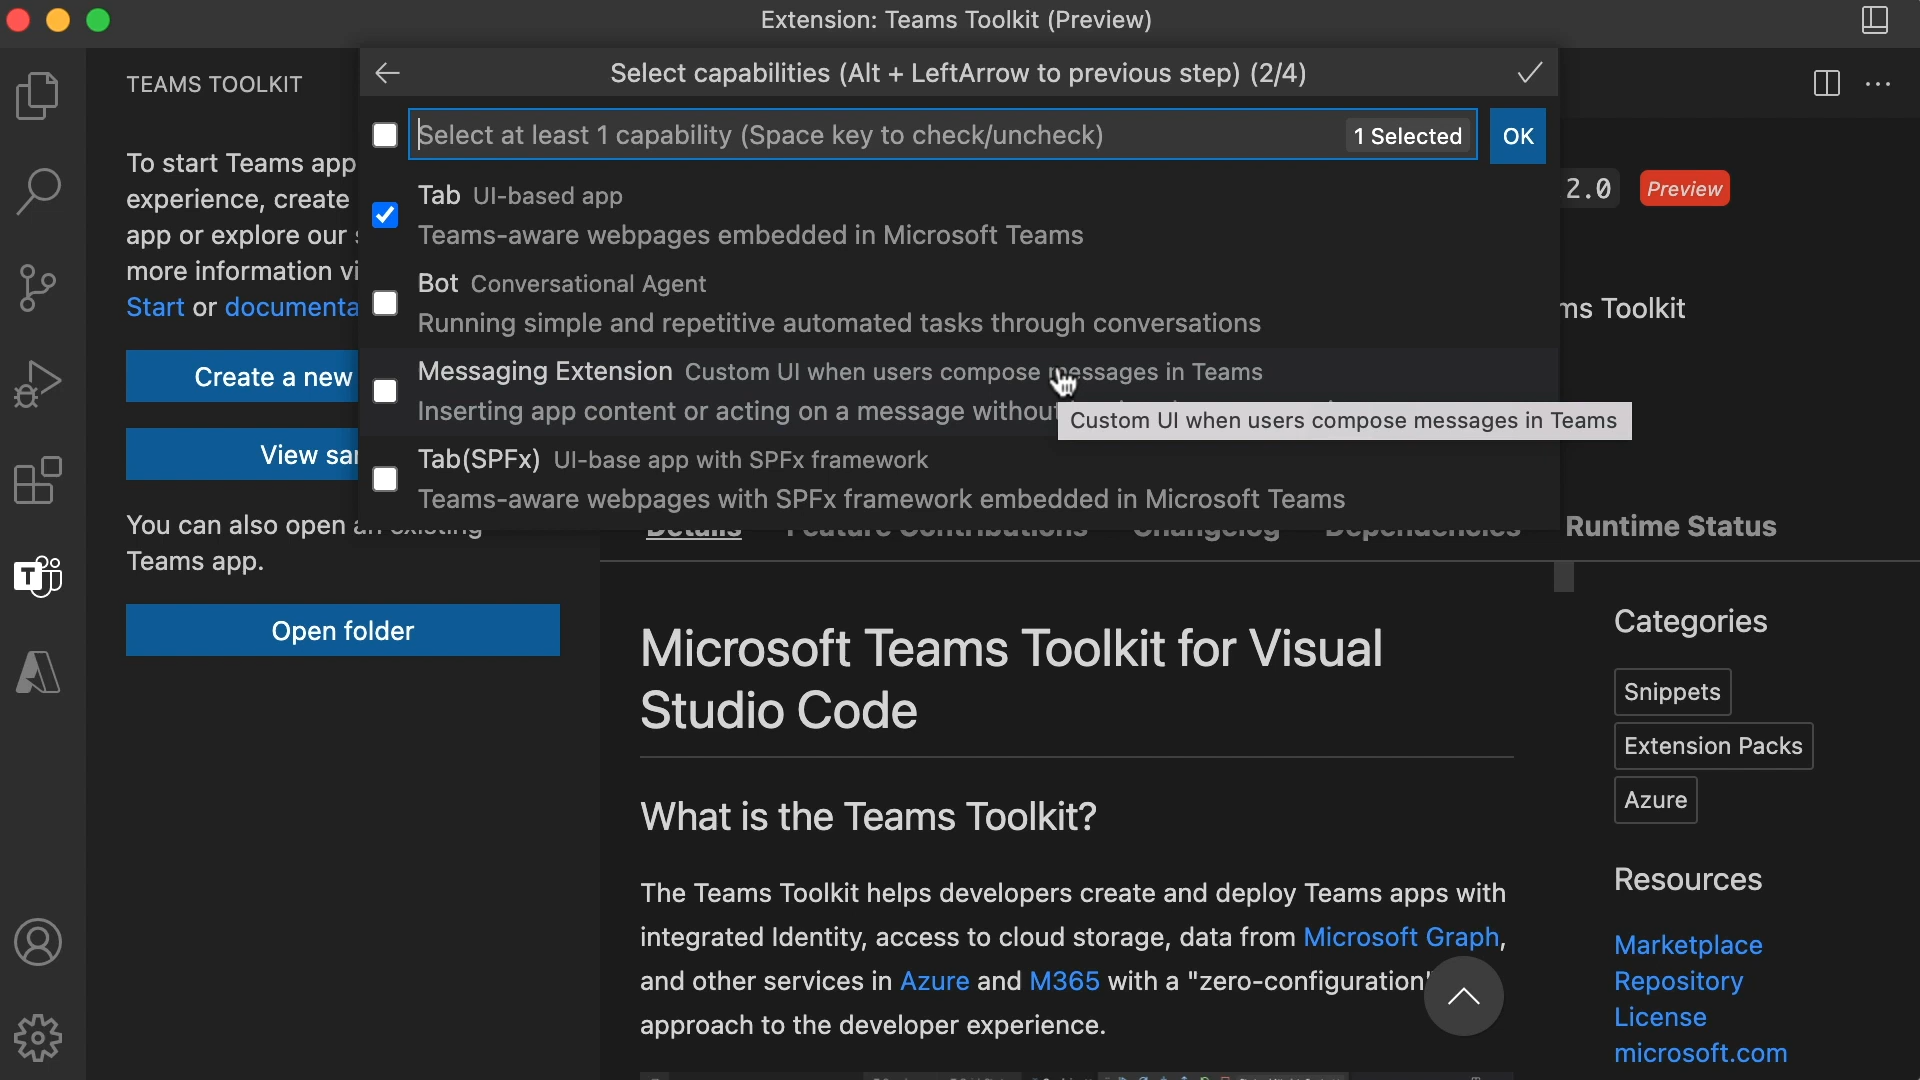 Extension: Teams Toolkit (Preview)
TEAMS TOOLKIT
Select capabilities (Alt + LeftArrow to previous step) (2/4)
Select at least 1 capability (Space key to check/uncheck)
1 Selected
OK
Tab UI-based app
Teams-aware webpages embedded in Microsoft Teams
Bot Conversational Agent
Running simple and repetitive automated tasks through conversations
Messaging Extension Custom UI when users compose messages in Teams
Inserting app content or acting on a message without
Custom UI when users compose messages in Teams
Tab(SPFx) UI-base app with SPFx framework
Teams-aware webpages with SPFx framework embedded in Microsoft Teams
To start Teams app
experience, create
app or explore our
more information
Start or
Create a new
View
You can also open an existing
Teams app.
Open folder
2.0
Preview
Toolkit
Details Feature Contributions Changelog Dependencies Runtime Status
Microsoft Teams Toolkit for Visual
Studio Code
What is the Teams Toolkit?
The Teams Toolkit helps developers create and deploy Teams apps with
integrated Identity, access to cloud storage, data from Microsoft Graph,
and other services in Azure and M365 with a "zero-configuration"
approach to the developer experience.
Categories
Snippets
Extension Packs
Azure
Resources
Marketplace
Repository
License
microsoft.com
T